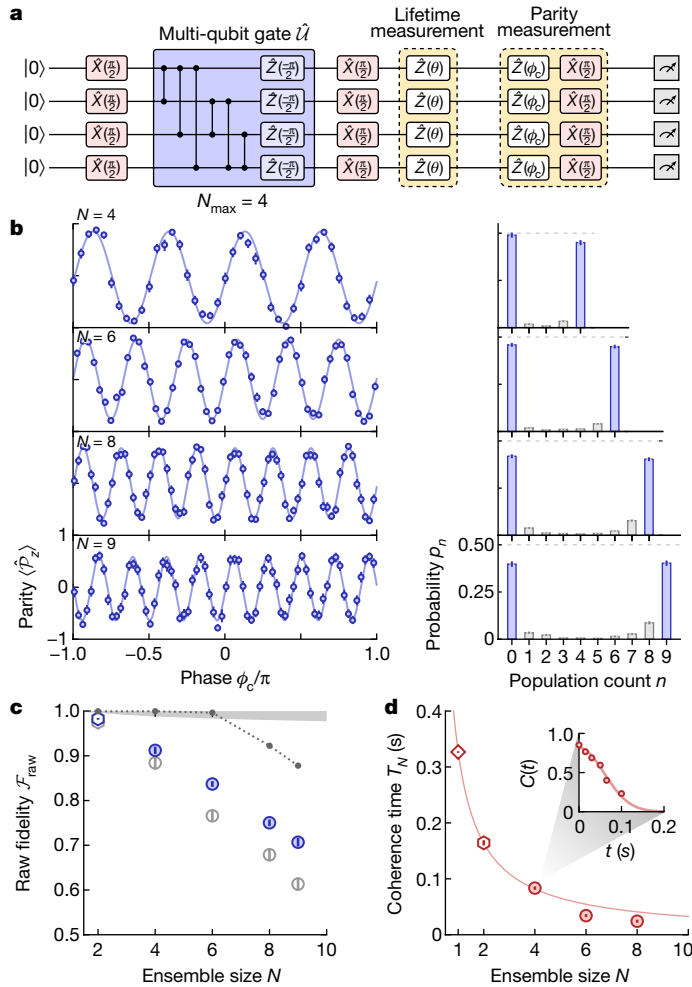 a
Multi-qubit gate Û
Lifetime measurement
Parity measurement
|0⟩ X̂(π/2) Ẑ(−π/2) X̂(π/2) Ẑ(θ) Ẑ(ϕc) X̂(π/2)
|0⟩ X̂(π/2) Ẑ(−π/2) X̂(π/2) Ẑ(θ) Ẑ(ϕc) X̂(π/2)
|0⟩ X̂(π/2) Ẑ(−π/2) X̂(π/2) Ẑ(θ) Ẑ(ϕc) X̂(π/2)
|0⟩ X̂(π/2) Ẑ(−π/2) X̂(π/2) Ẑ(θ) Ẑ(ϕc) X̂(π/2)
Nmax = 4
b
N = 4
N = 6
N = 8
N = 9
Parity ⟨P̂z⟩
1
0
−1
−1.0 −0.5 0 0.5 1.0
Phase ϕc/π
Probability pn
0.50
0.25
0
0 1 2 3 4 5 6 7 8 9
Population count n
c
Raw fidelity Fraw
1.0
0.9
0.8
0.7
0.6
0.5
2 4 6 8 10
Ensemble size N
d
Coherence time TN (s)
0.4
0.3
0.2
0.1
0
1 2 4 6 8 10
Ensemble size N
C(t)
1.0
0.5
0
0 0.1 0.2
t (s)